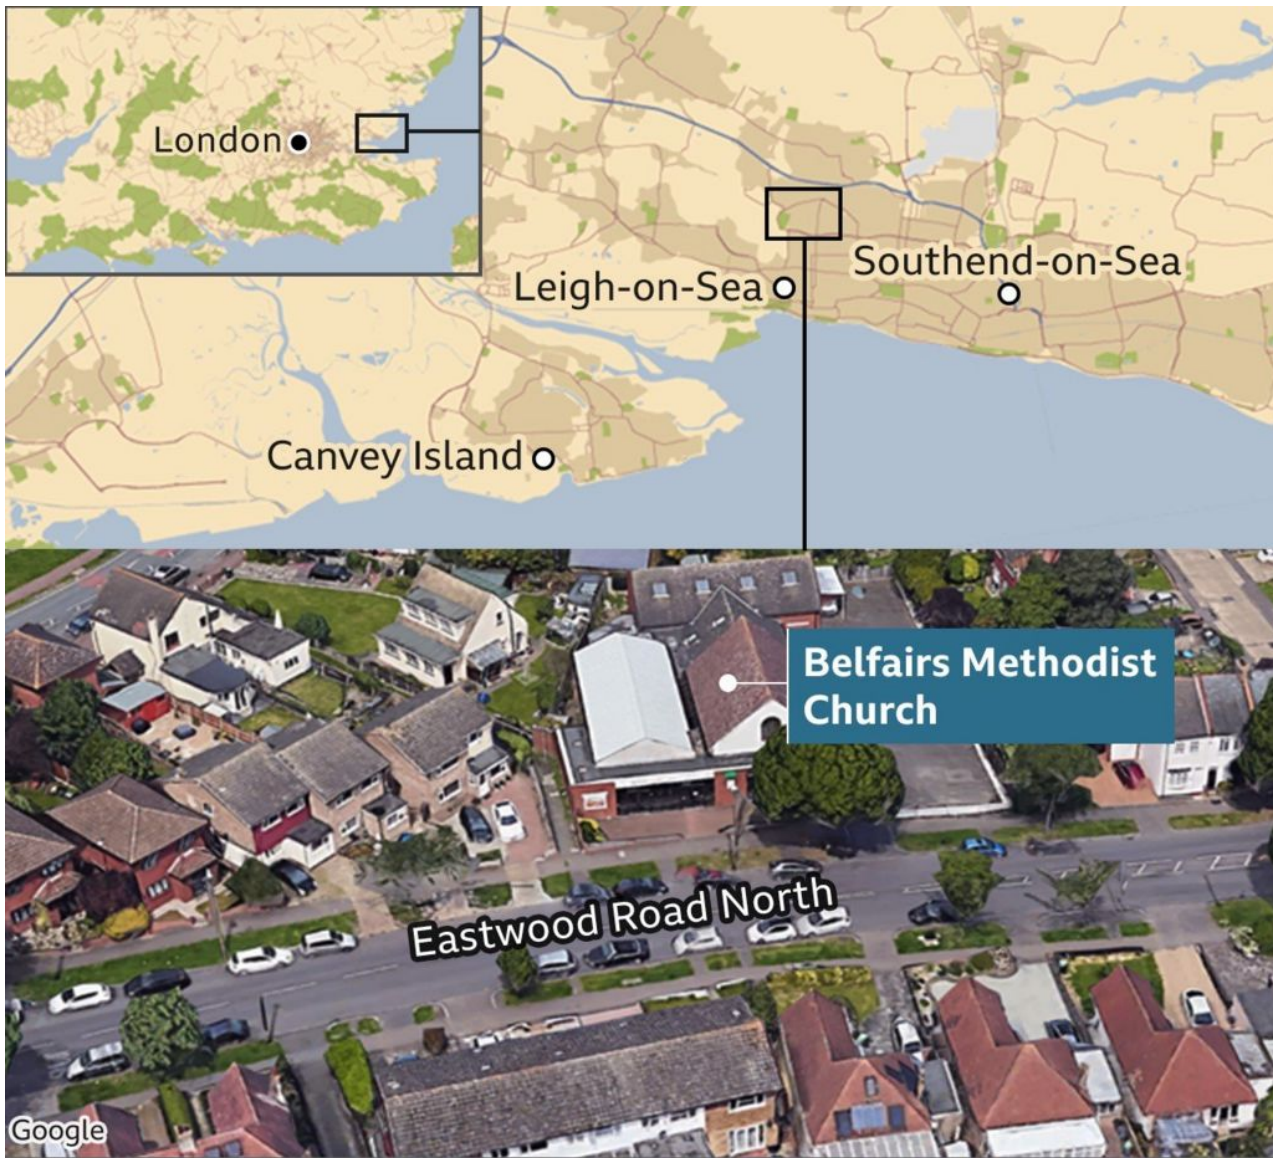 London
Leigh-on-Sea
Southend-on-Sea
Canvey Island
Belfairs Methodist
Church
Eastwood Road North
Google